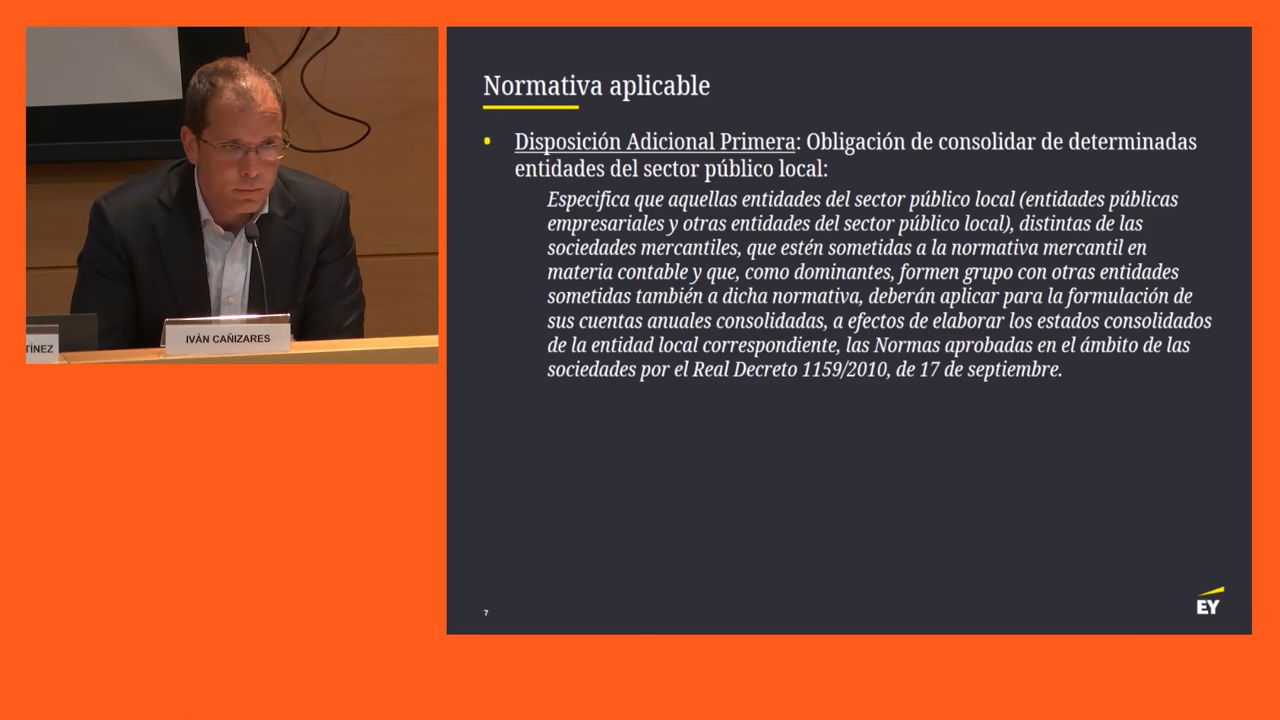 TÍNEZ
IVÁN CAÑIZARES
Normativa aplicable
• Disposición Adicional Primera: Obligación de consolidar de determinadas
entidades del sector público local:
Especifica que aquellas entidades del sector público local (entidades públicas
empresariales y otras entidades del sector público local), distintas de las
sociedades mercantiles, que estén sometidas a la normativa mercantil en
materia contable y que, como dominantes, formen grupo con otras entidades
sometidas también a dicha normativa, deberán aplicar para la formulación de
sus cuentas anuales consolidadas, a efectos de elaborar los estados consolidados
de la entidad local correspondiente, las Normas aprobadas en el ámbito de las
sociedades por el Real Decreto 1159/2010, de 17 de septiembre.
7
EY